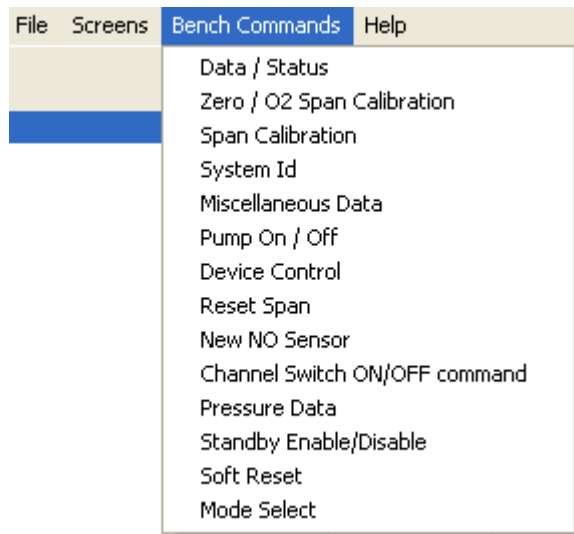 File Screens Bench Commands Help
Data / Status
Zero / O2 Span Calibration
Span Calibration
System Id
Miscellaneous Data
Pump On / Off
Device Control
Reset Span
New NO Sensor
Channel Switch ON/OFF command
Pressure Data
Standby Enable/Disable
Soft Reset
Mode Select